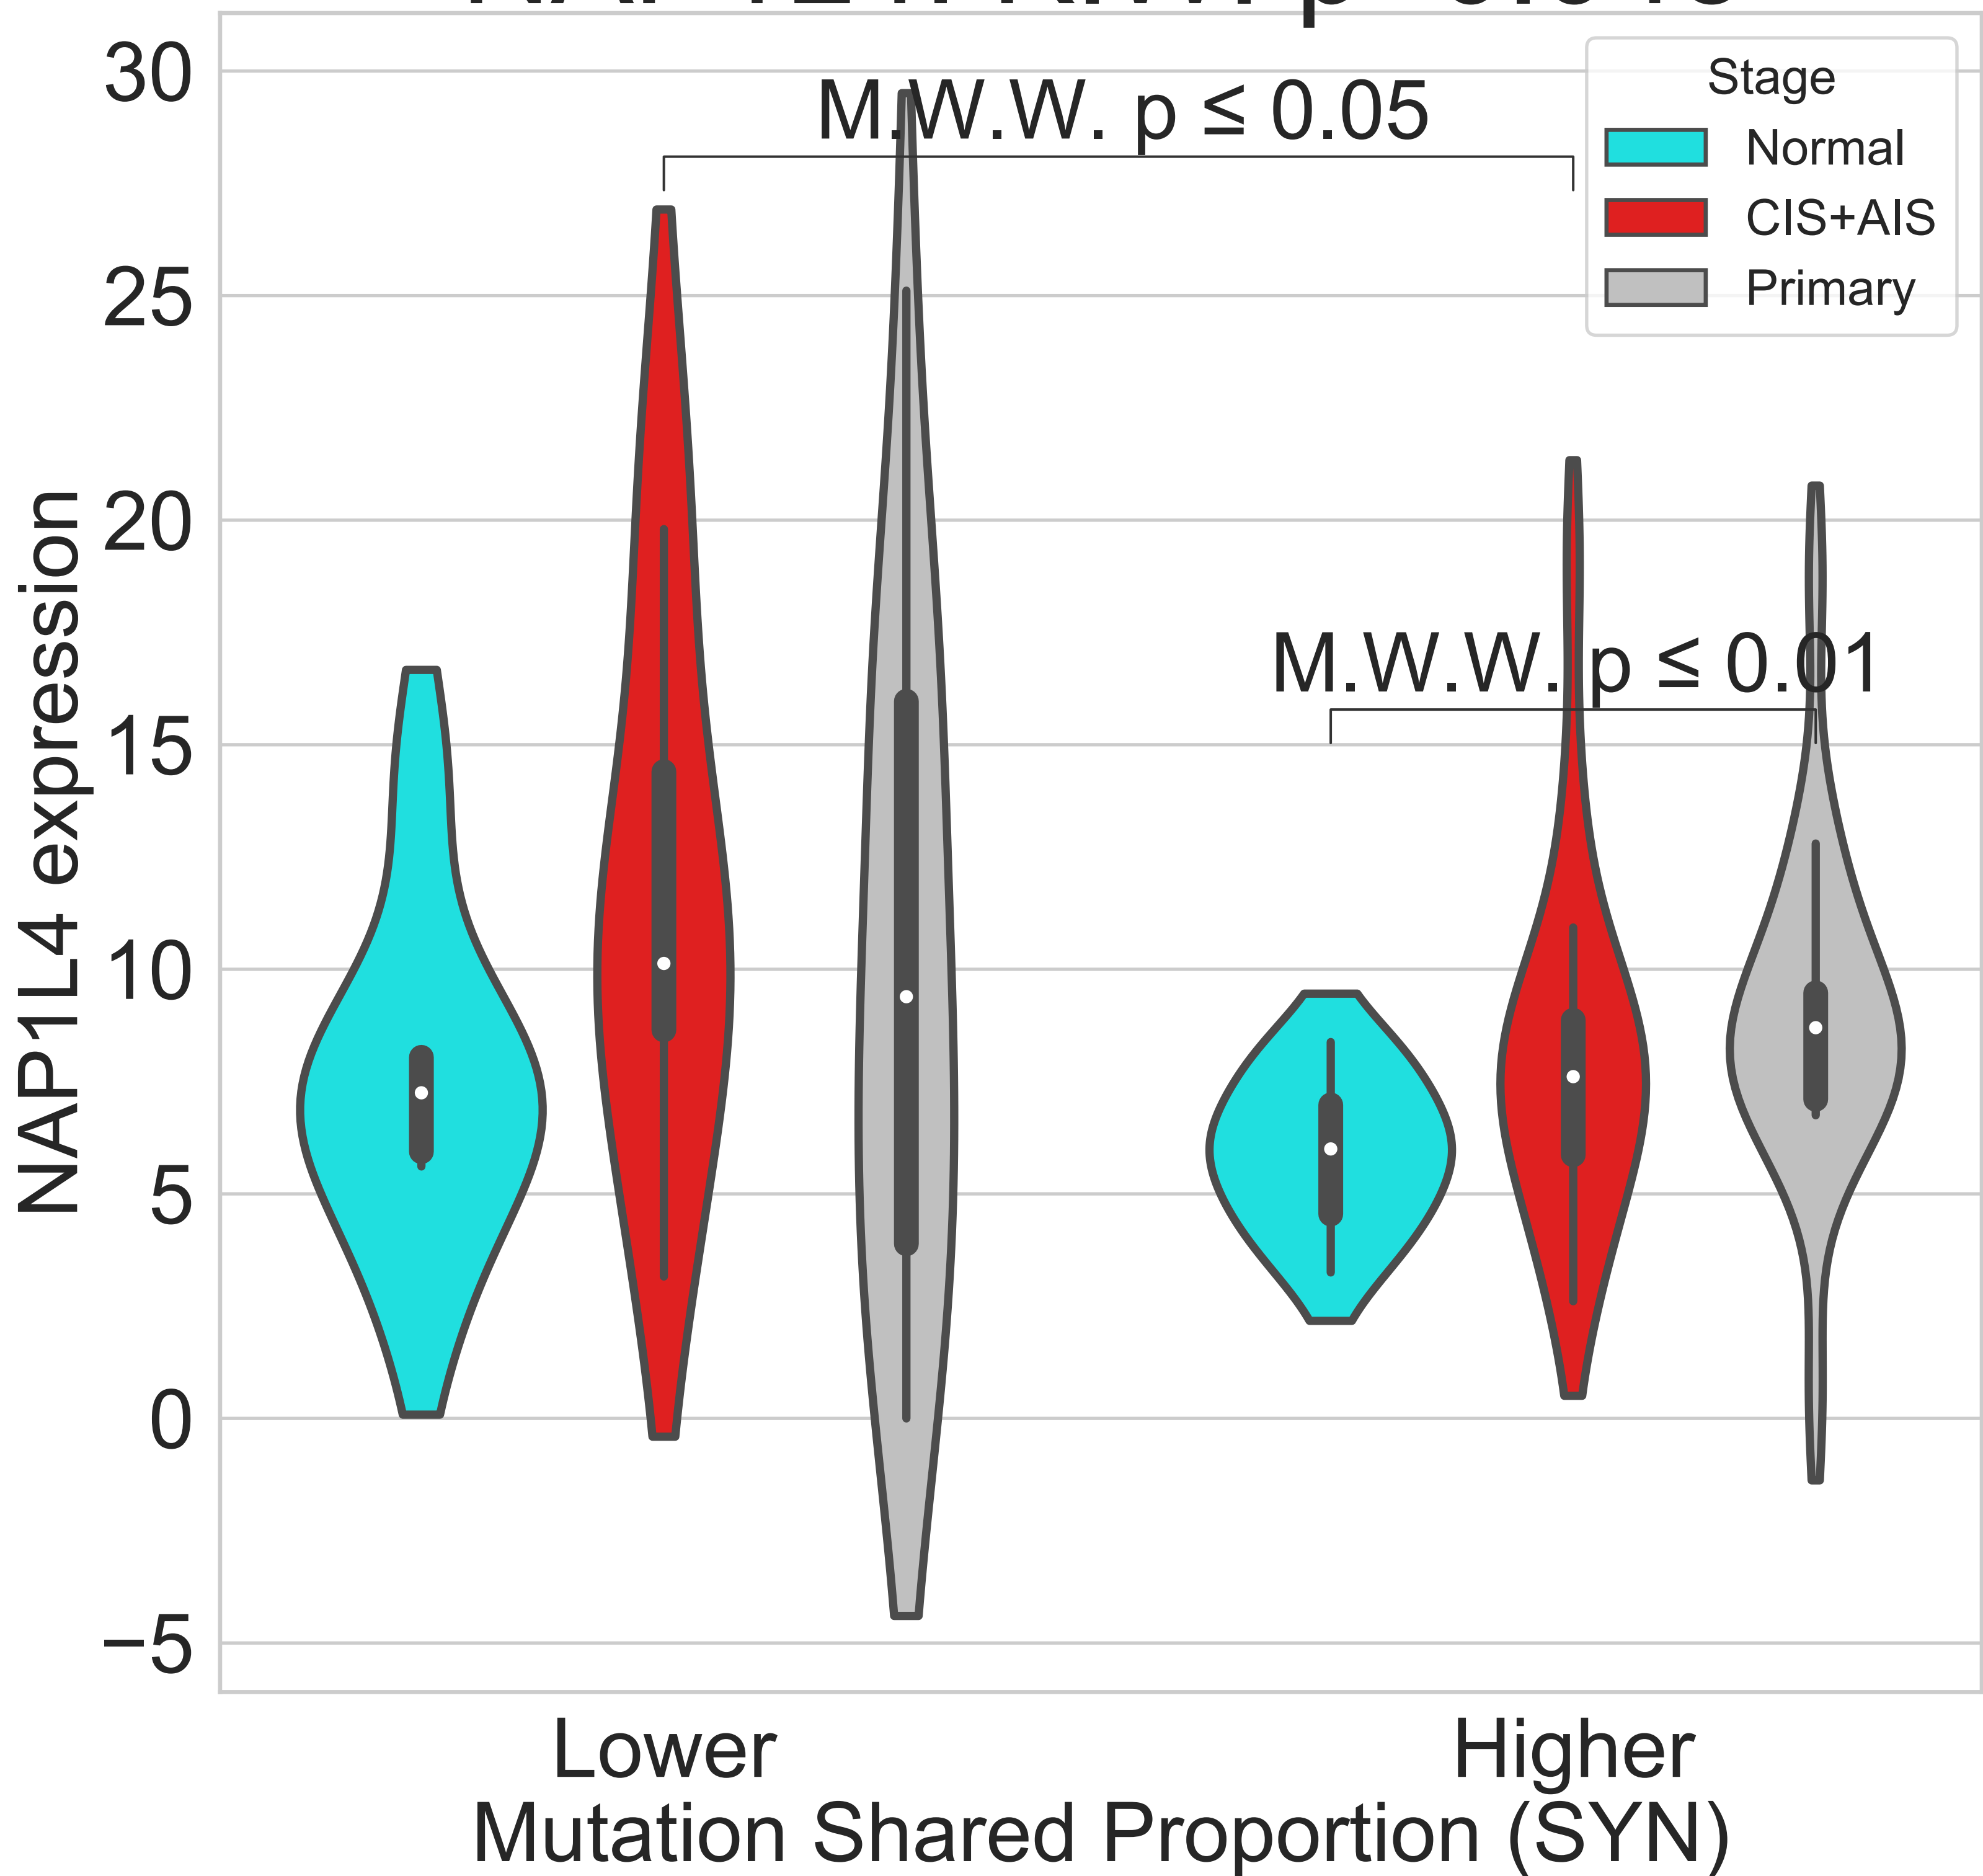 30
25
20
15
10
5
0
−5
NAP1L4 expression
M.W.W. p ≤ 0.05
M.W.W. p ≤ 0.01
Stage
Normal
CIS+AIS
Primary
Lower
Higher
Mutation Shared Proportion (SYN)